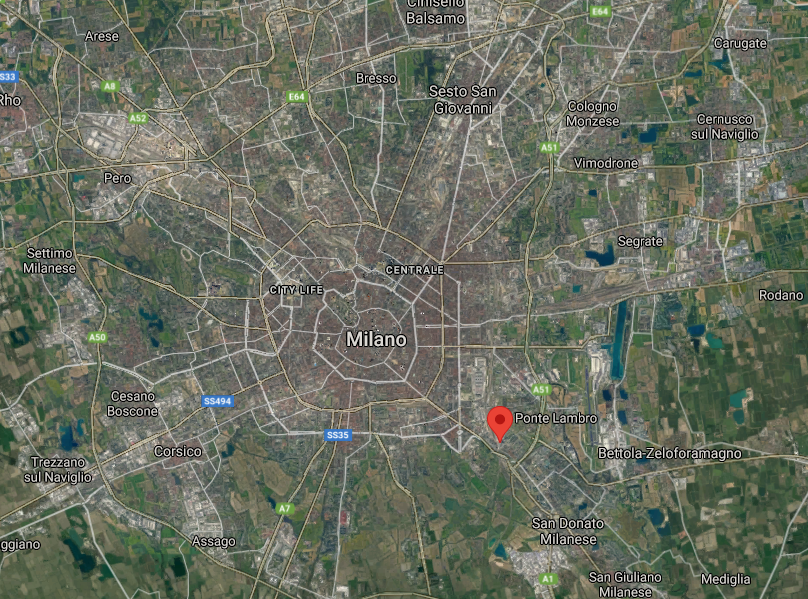 Cinisello
Balsamo
E64
Arese
Carugate
SS33
A8
Bresso
Sesto San
Giovanni
E64
Rho
A52
Cologno
Monzese
Cernusco
sul Naviglio
A51
Vimodrone
Pero
Segrate
Settimo
Milanese
CENTRALE
CITY LIFE
Rodano
Milano
A50
Cesano
Boscone
SS494
A51
Ponte Lambro
SS35
Corsico
Bettola-Zeloforamagno
Trezzano
sul Naviglio
A7
San Donato
Milanese
Assago
ggiano
A1
San Giuliano
Milanese
Mediglia